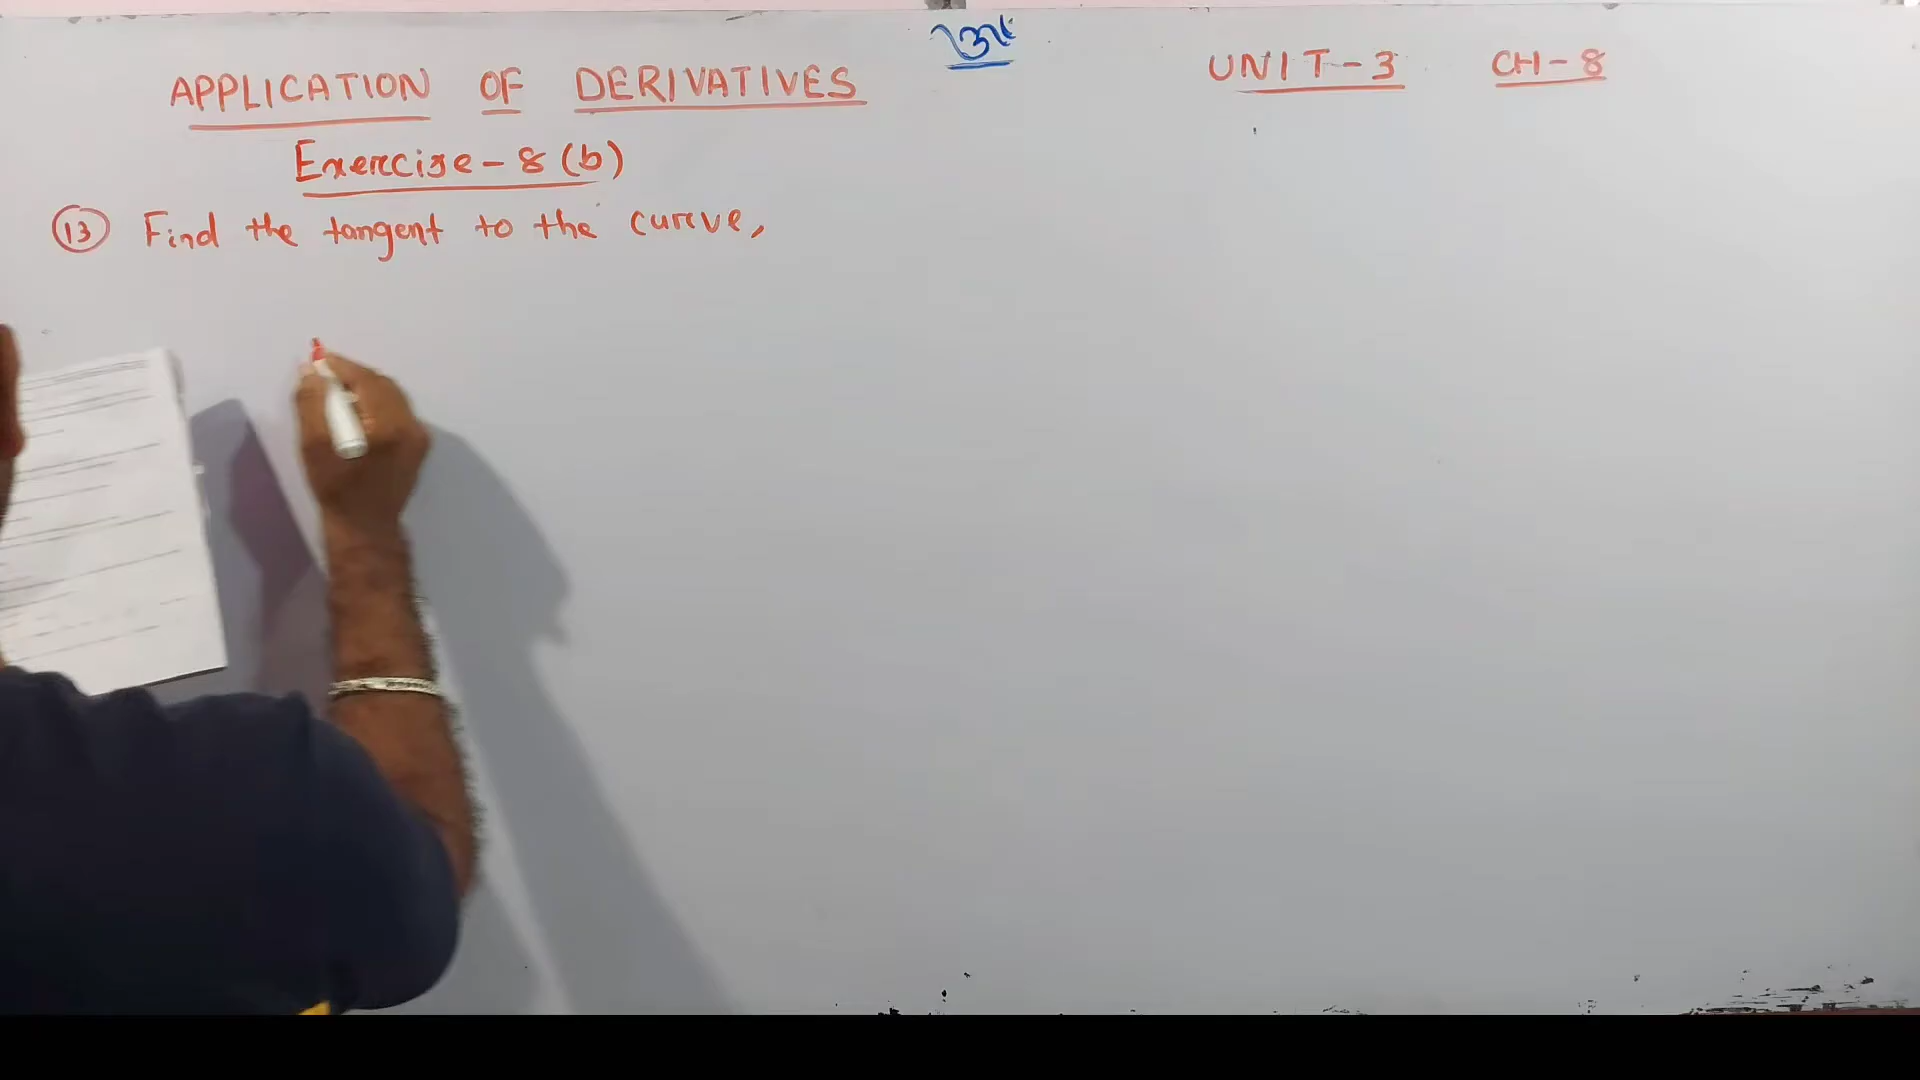 APPLICATION OF DERIVATIVES UNIT-3 CH-8
Exercise-8(b)
13 Find the tangent to the curve,